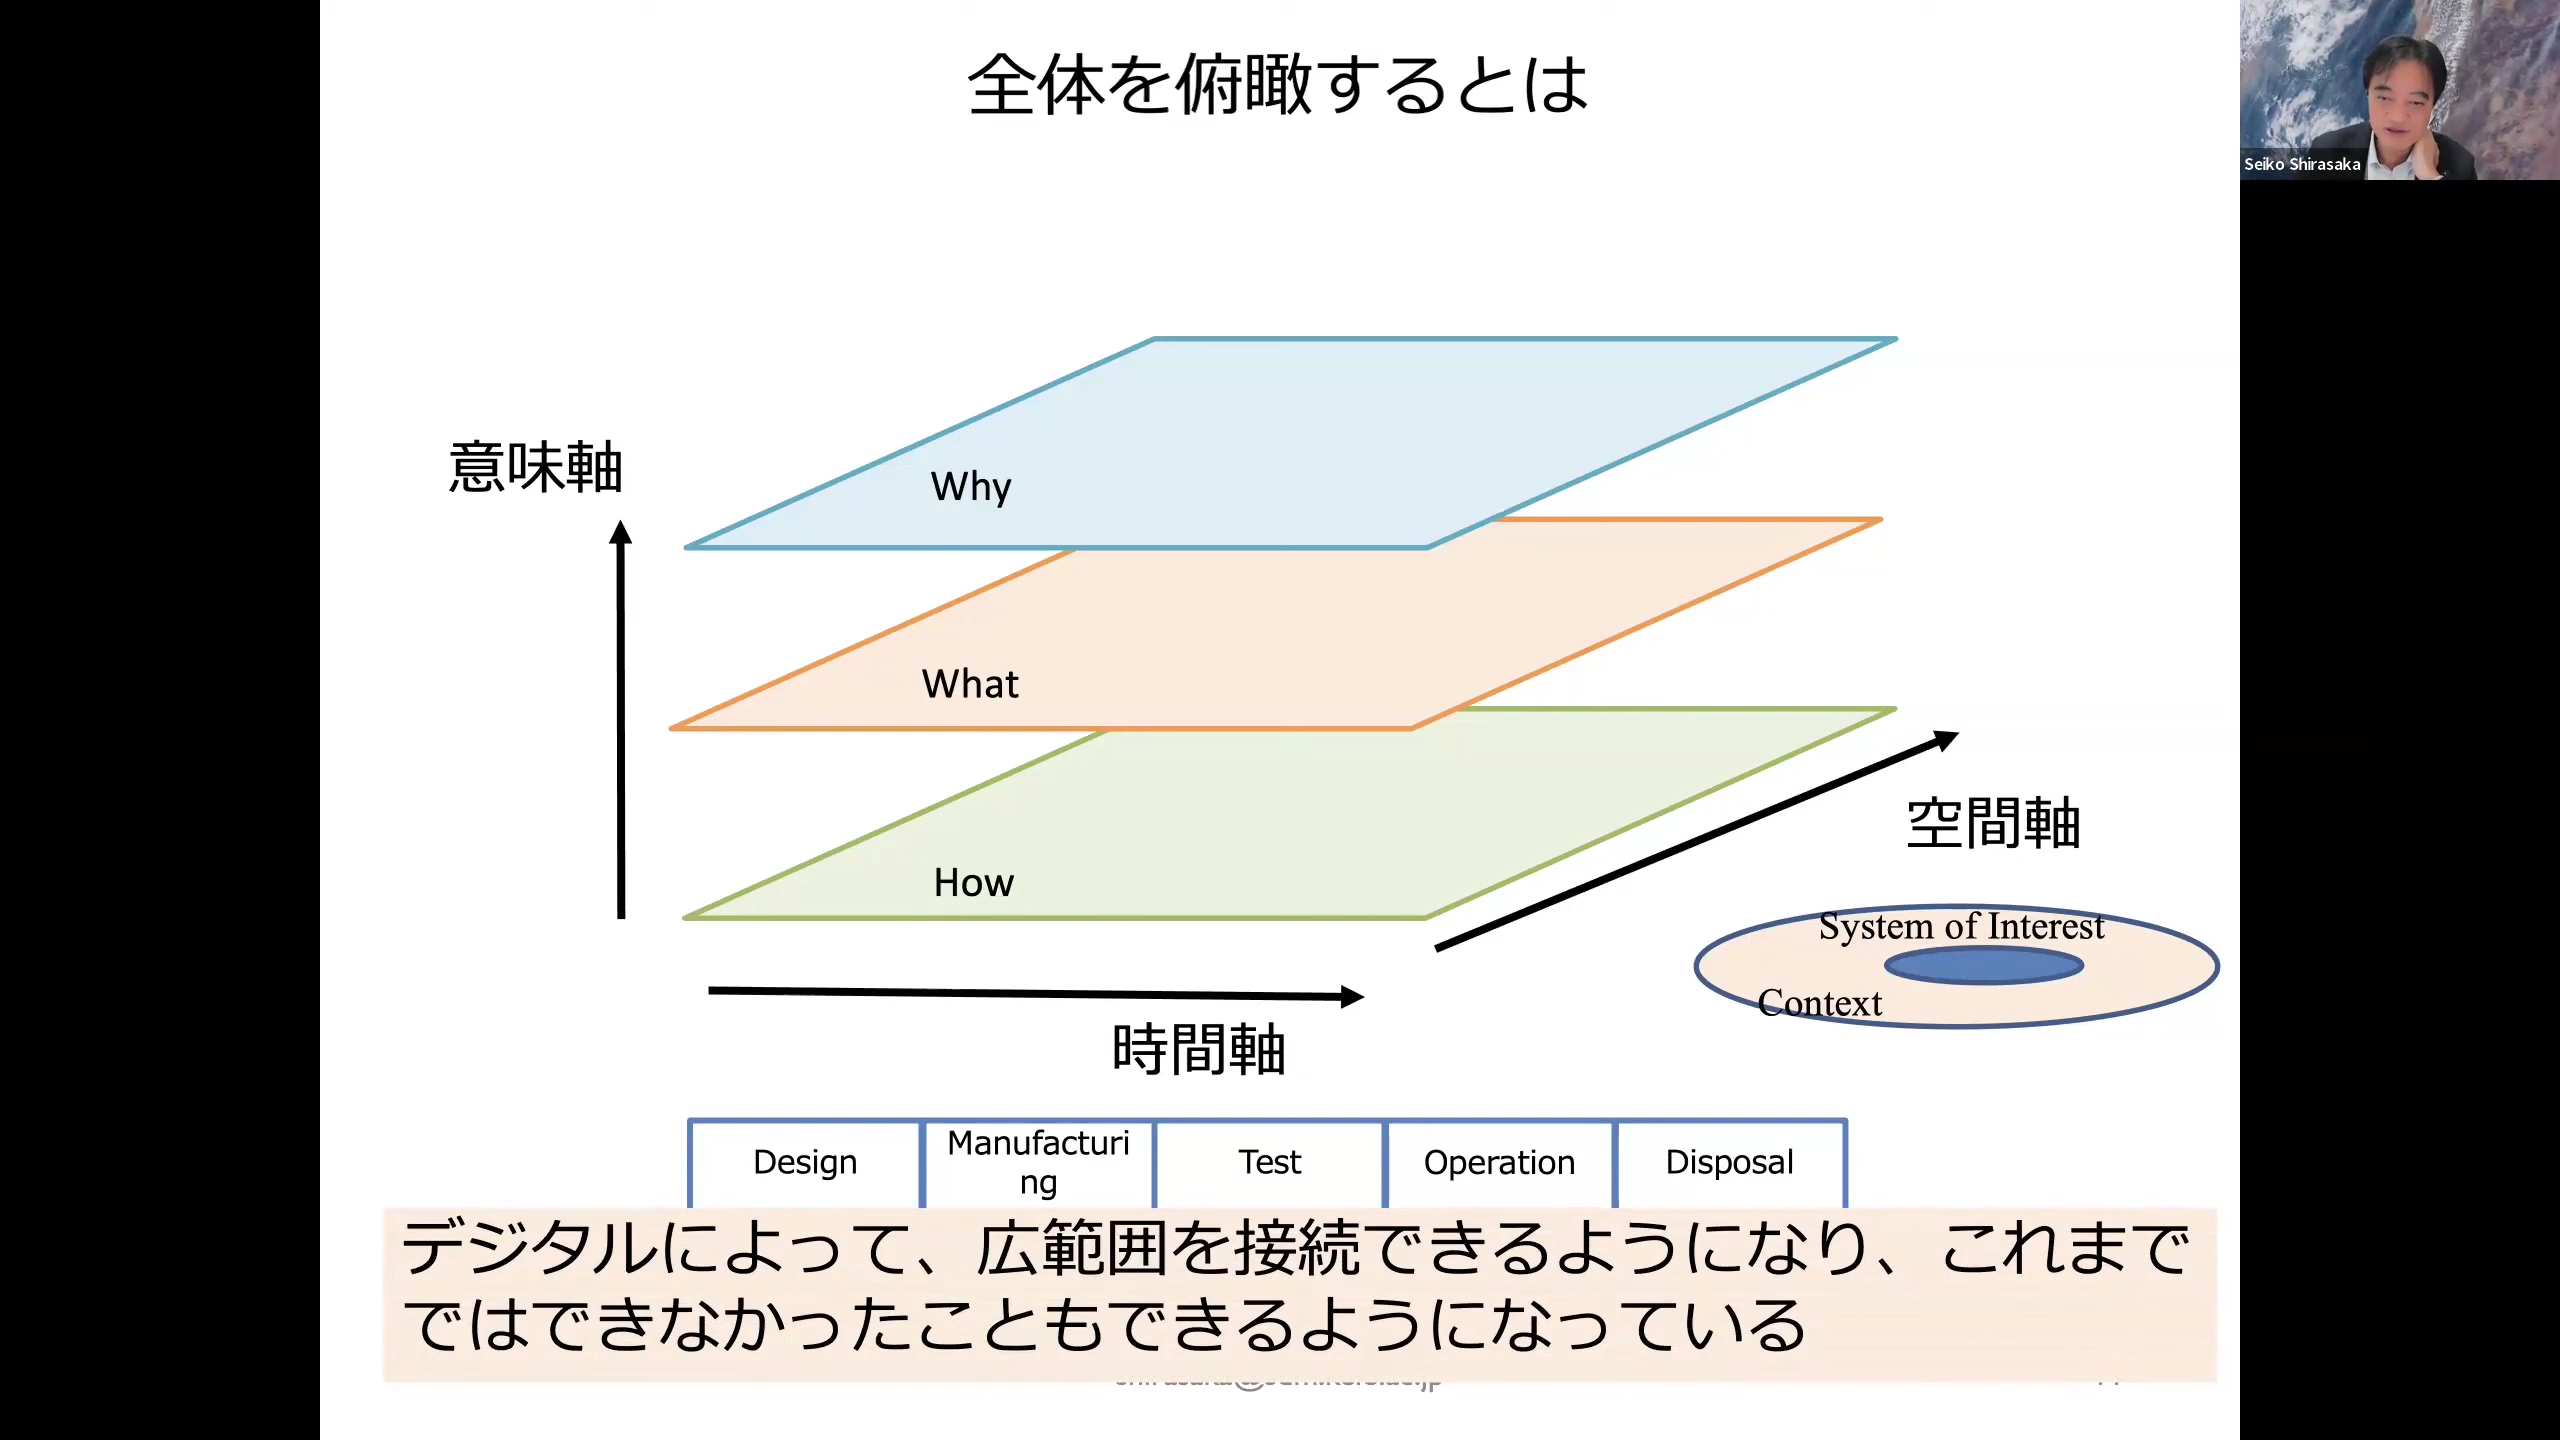 全体を俯瞰するとは
Seiko Shirasaka
意味軸
Why
What
How
空間軸
System of Interest
Context
時間軸
Design
Manufacturi
ng
Test
Operation
Disposal
デジタルによって、広範囲を接続できるようになり、これまで
ではできなかったこともできるようになっている